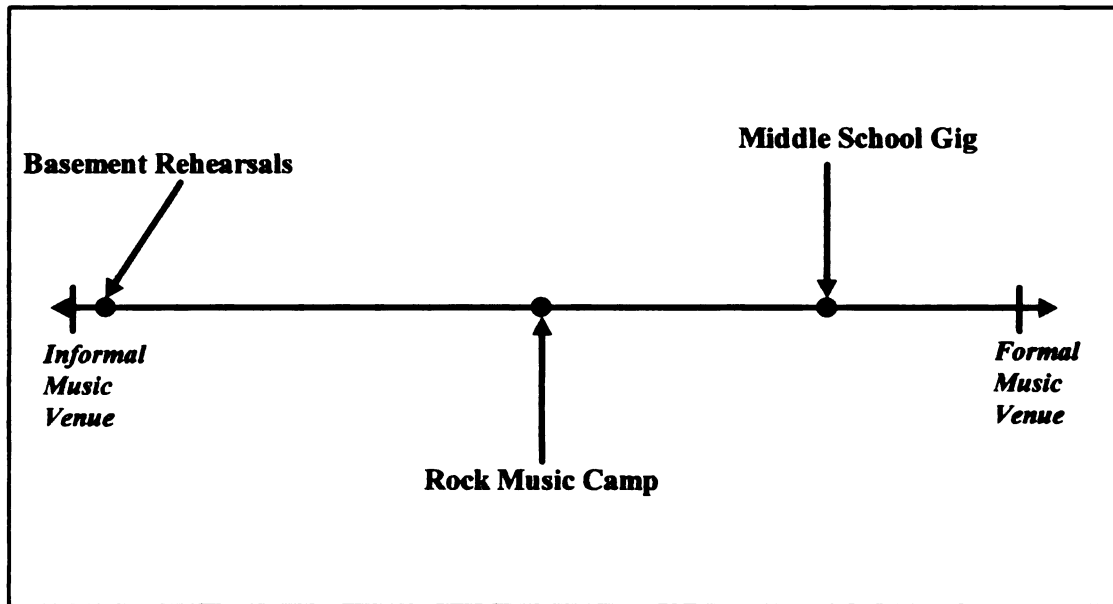 Middle School Gig
Basement Rehearsals
Informal
Music
Venue
Formal
Music
Venue
Rock Music Camp